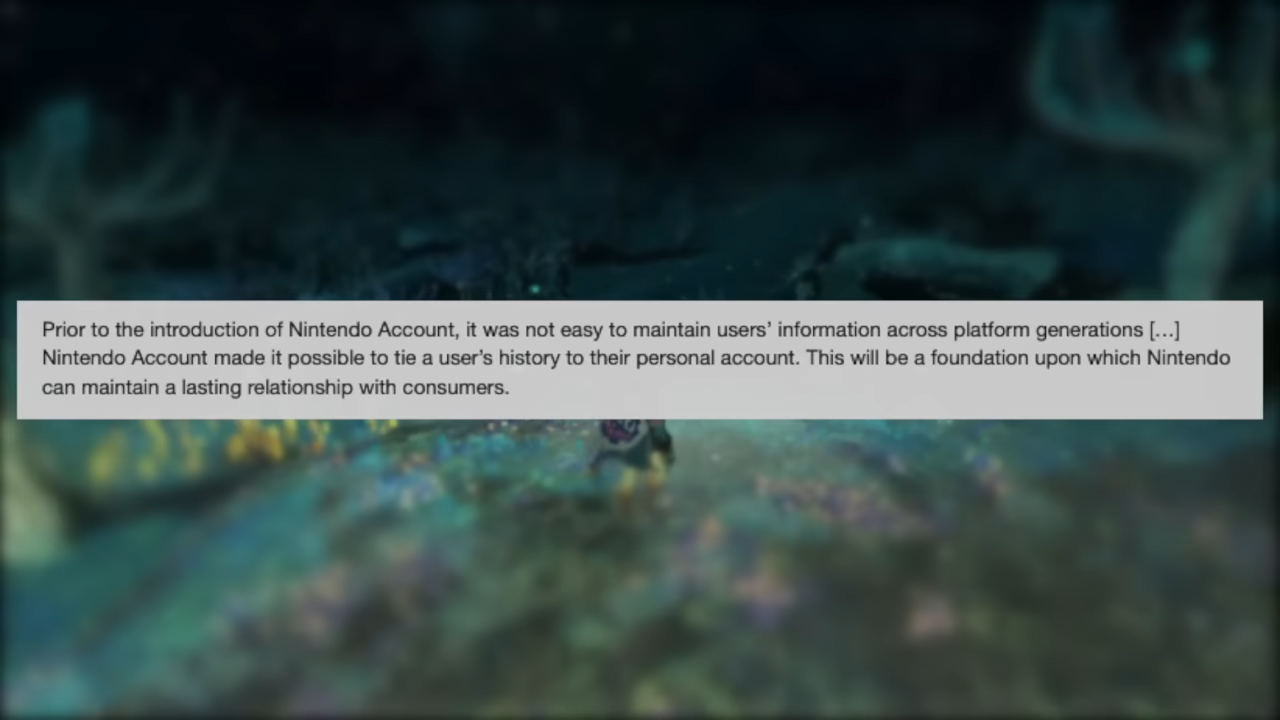 Prior to the introduction of Nintendo Account, it was not easy to maintain users’ information across platform generations [...]
Nintendo Account made it possible to tie a user’s history to their personal account. This will be a foundation upon which Nintendo
can maintain a lasting relationship with consumers.